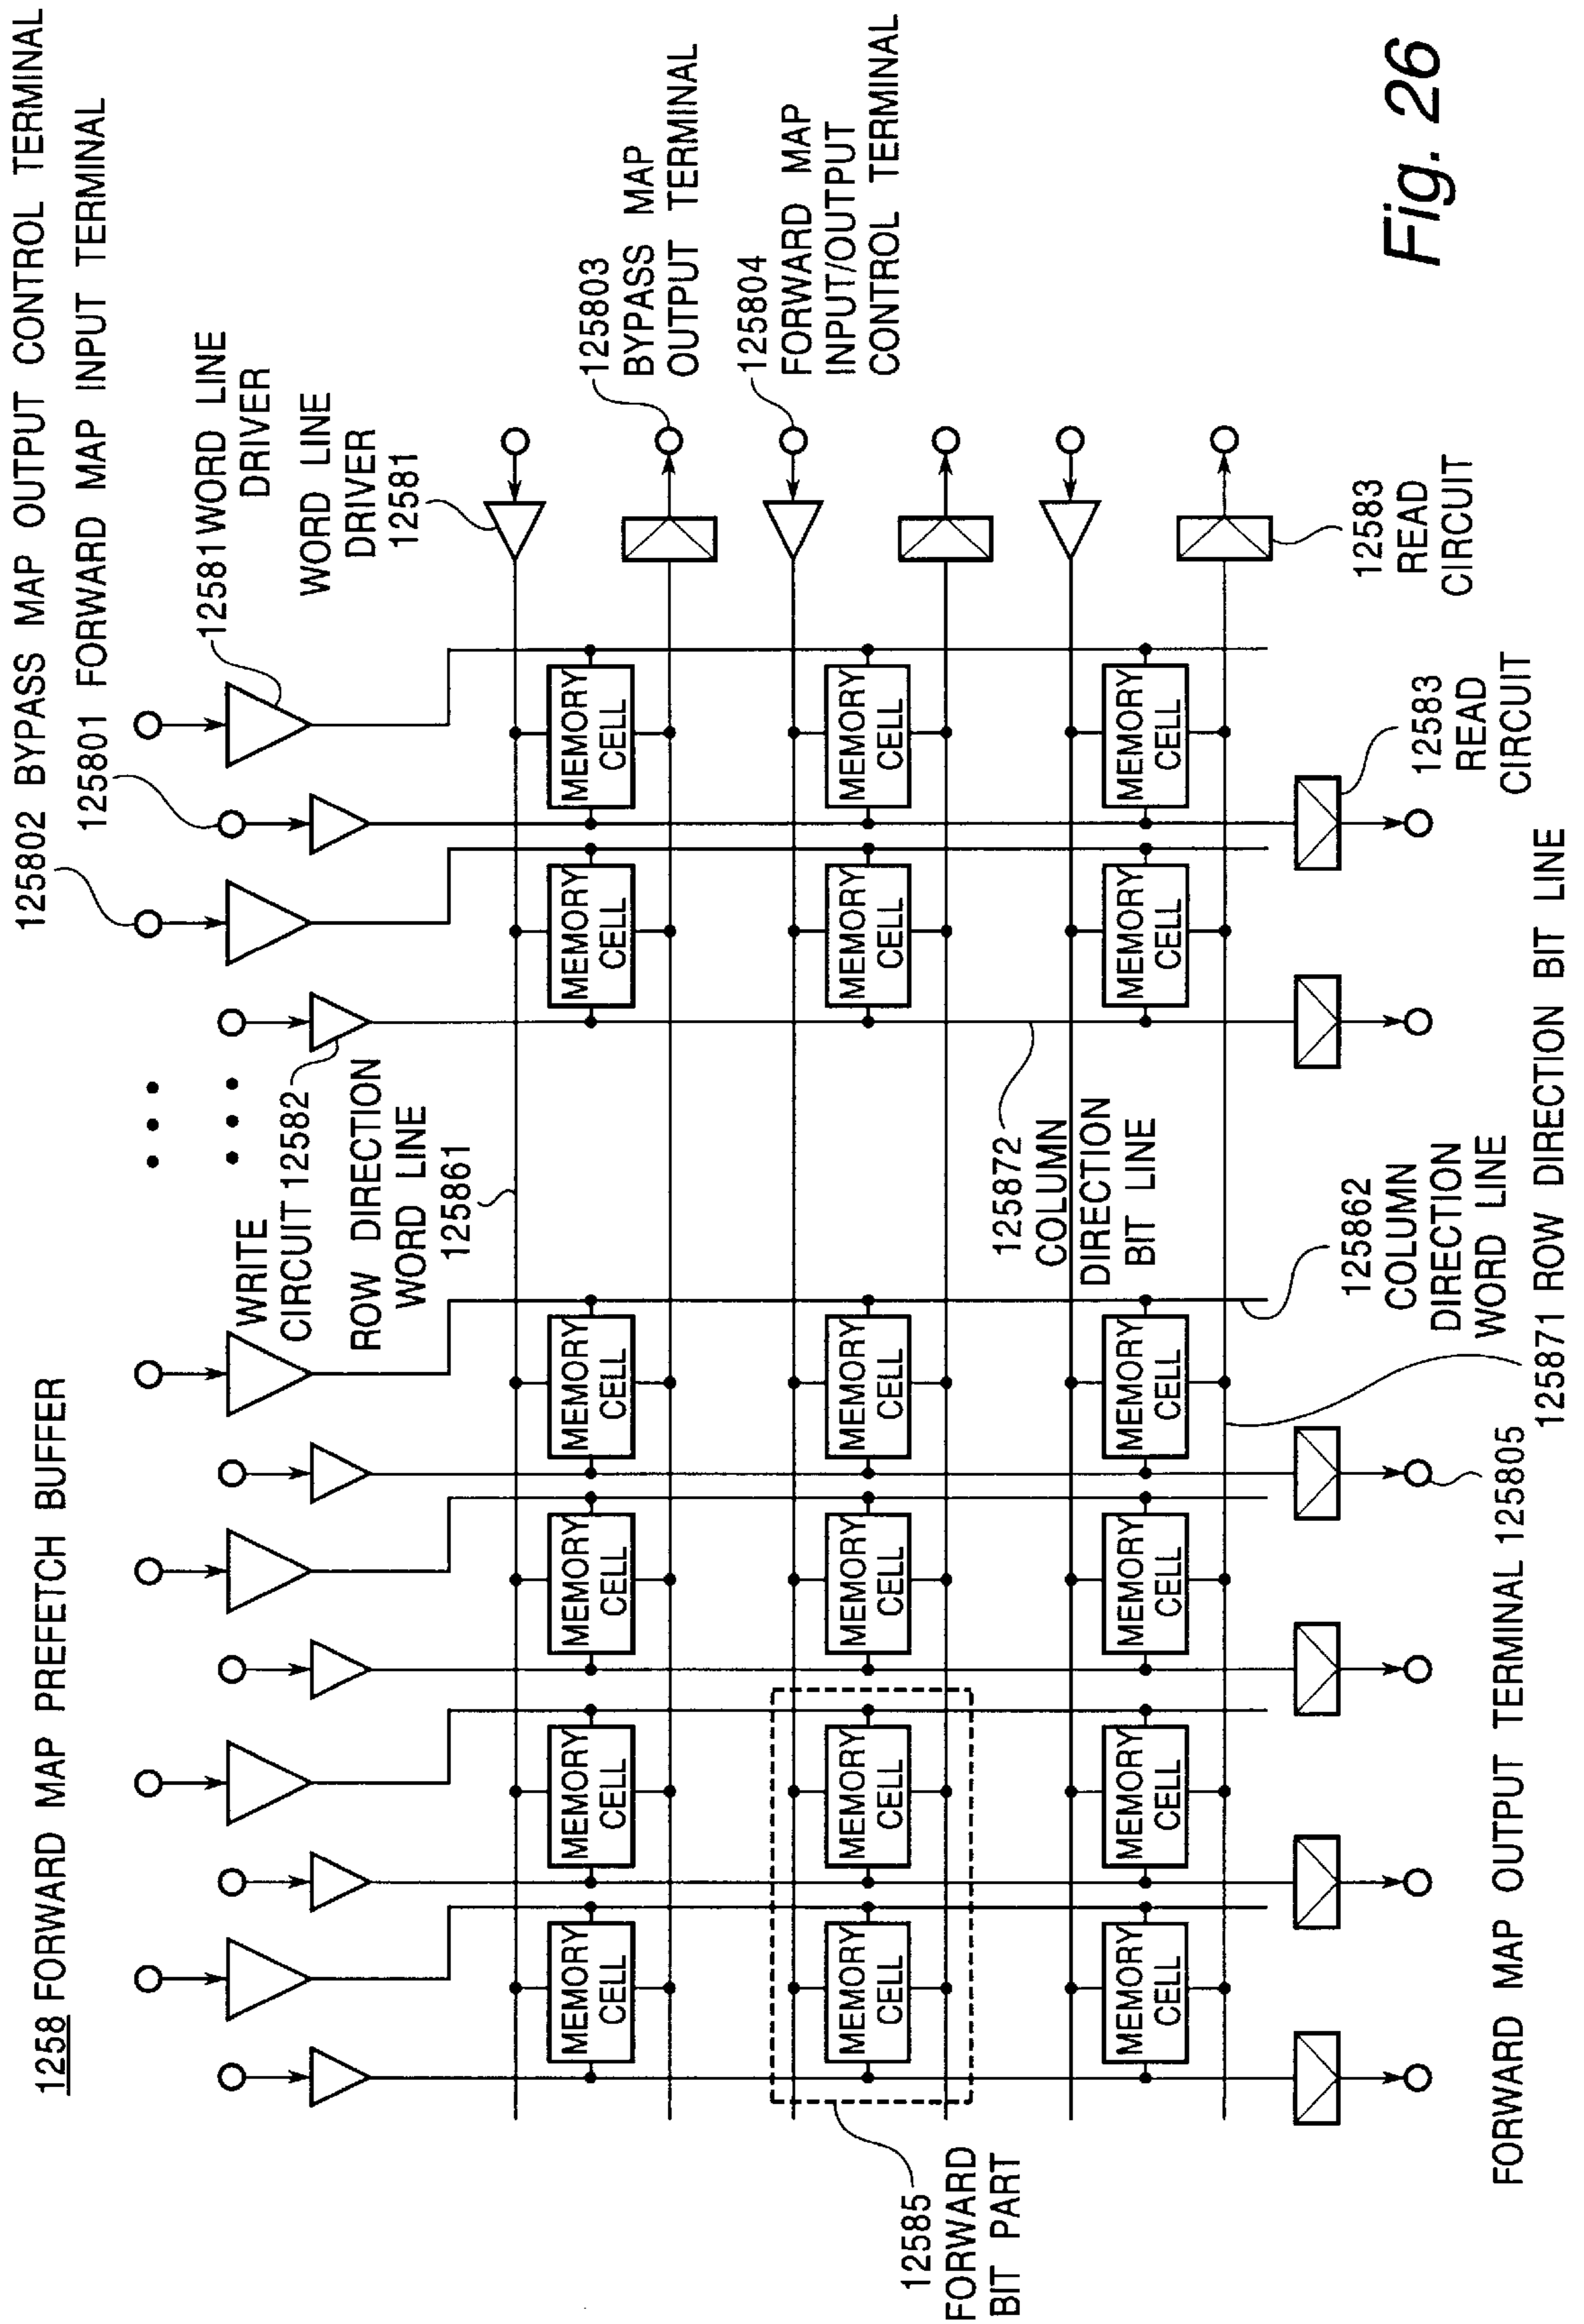 1258 FORWARD MAP PREFETCH BUFFER
125802 BYPASS MAP OUTPUT CONTROL TERMINAL
125801 FORWARD MAP INPUT TERMINAL
12581 WORD LINE
DRIVER
WORD LINE
DRIVER
12581
WRITE
CIRCUIT 12582
ROW DIRECTION
WORD LINE
125861
125803
BYPASS MAP
OUTPUT TERMINAL
125804
FORWARD MAP
INPUT/OUTPUT
CONTROL TERMINAL
MEMORY
CELL
MEMORY
CELL
MEMORY
CELL
MEMORY
CELL
MEMORY
CELL
MEMORY
CELL
MEMORY
CELL
MEMORY
CELL
MEMORY
CELL
MEMORY
CELL
MEMORY
CELL
MEMORY
CELL
MEMORY
CELL
MEMORY
CELL
MEMORY
CELL
MEMORY
CELL
MEMORY
CELL
MEMORY
CELL
12585
FORWARD
BIT PART
125872
COLUMN
DIRECTION
BIT LINE
125862
COLUMN
DIRECTION
WORD LINE
12583
READ
CIRCUIT
12583
READ
CIRCUIT
FORWARD MAP OUTPUT TERMINAL 125805
125871 ROW DIRECTION BIT LINE
Fig. 26